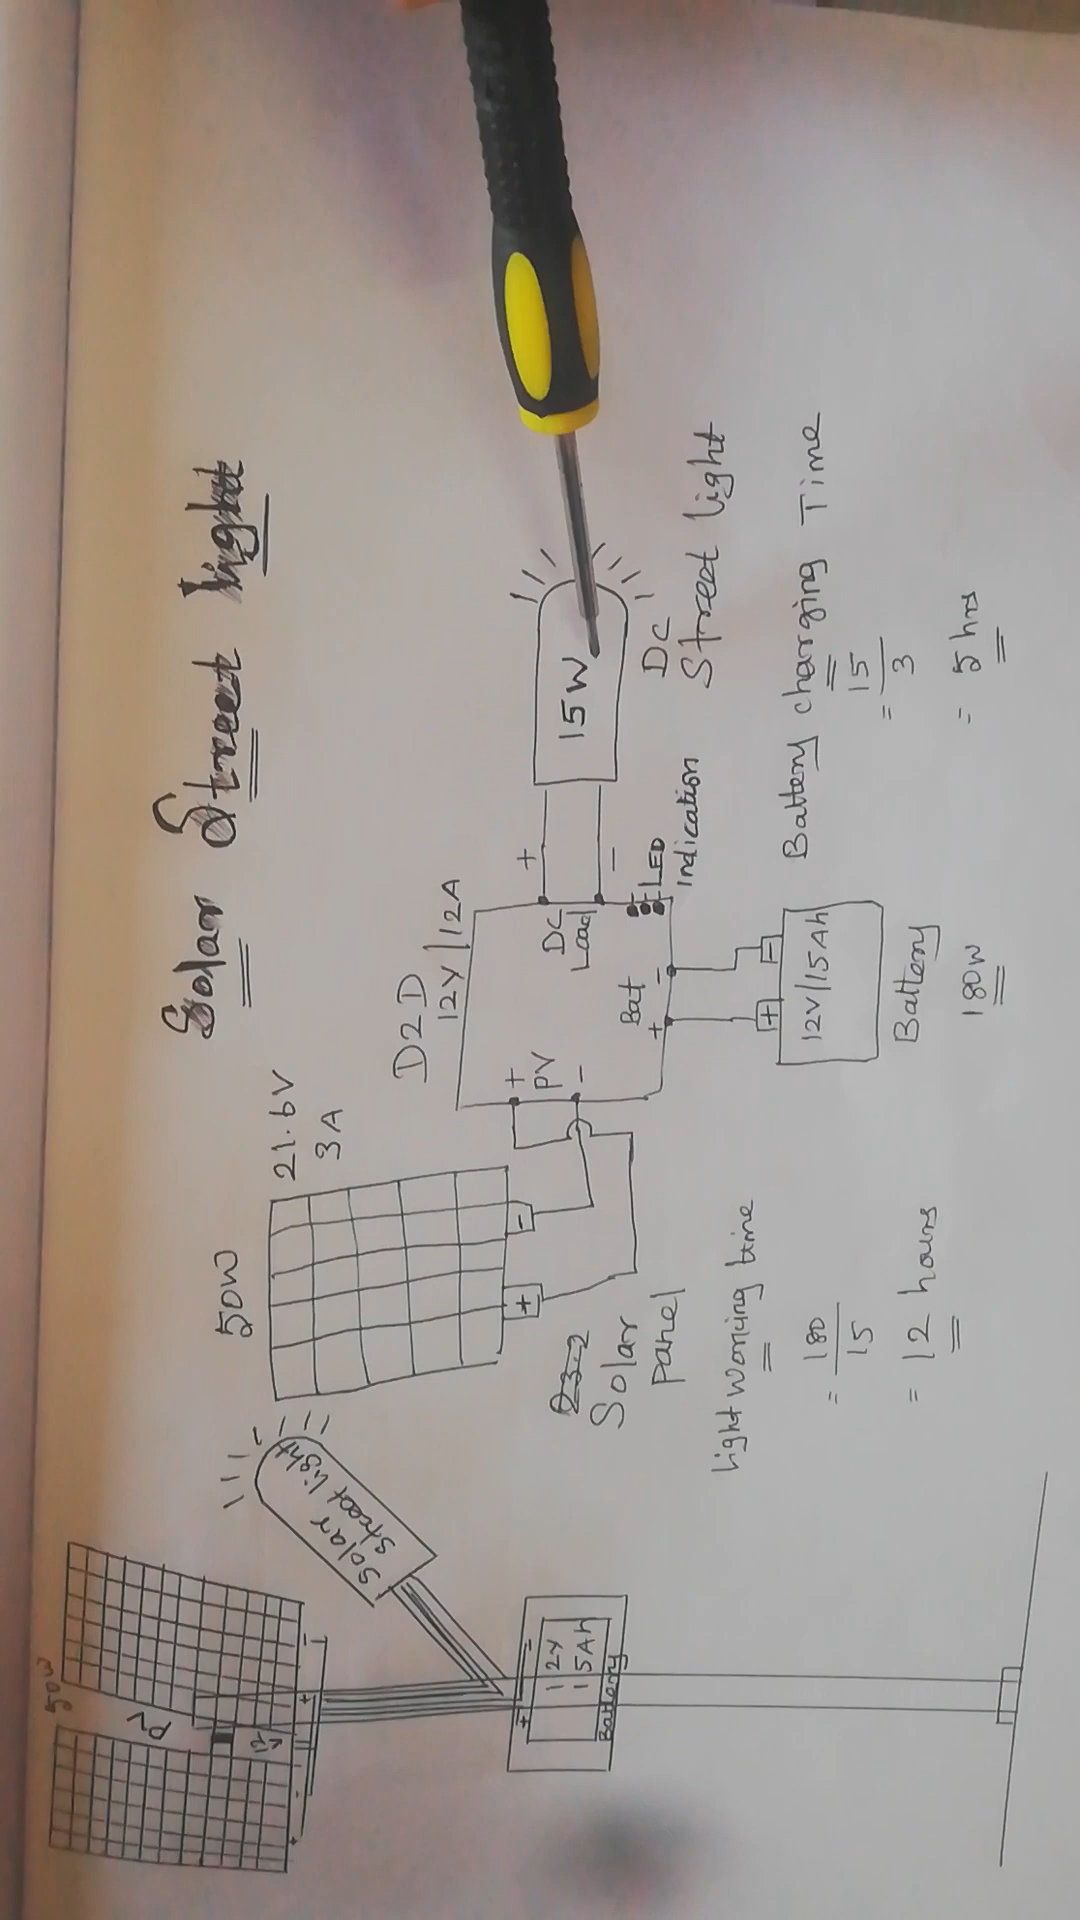 Solar Street light
50W
PV
12V
Solar
Street light
+ -
12V
15Ah
Battery
50W
21.6V
3A
+ -
Solar
Panel
D2D
12V/12A
+
PV
-
DC
Load
Bat
+ -
LED
Indication
+
-
15W
DC
Street light
+ -
12V/15Ah
Battery
180W
light working time
= 180
15
= 12 hours
Battery charging Time
= 15
3
= 5 hrs